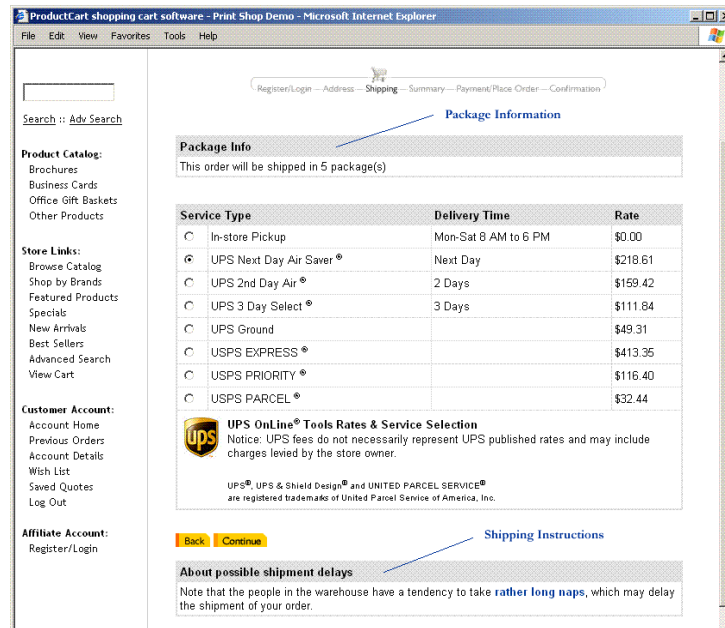 ProductCart shopping cart software - Print Shop Demo - Microsoft Internet Explorer
File Edit View Favorites Tools Help
Register/Login — Address — Shipping — Summary — Payment/Place Order — Confirmation
Search :: Adv Search
Package Information
Package Info
This order will be shipped in 5 package(s)
Product Catalog:
Brochures
Business Cards
Office Gift Baskets
Other Products
Store Links:
Browse Catalog
Shop by Brands
Featured Products
Specials
New Arrivals
Best Sellers
Advanced Search
View Cart
Customer Account:
Account Home
Previous Orders
Account Details
Wish List
Saved Quotes
Log Out
Affiliate Account:
Register/Login
Service Type Delivery Time Rate
In-store Pickup Mon-Sat 8 AM to 6 PM $0.00
UPS Next Day Air Saver ® Next Day $218.61
UPS 2nd Day Air ® 2 Days $159.42
UPS 3 Day Select ® 3 Days $111.84
UPS Ground $49.31
USPS EXPRESS ® $413.35
USPS PRIORITY ® $116.40
USPS PARCEL ® $32.44
ups
UPS OnLine® Tools Rates & Service Selection
Notice: UPS fees do not necessarily represent UPS published rates and may include
charges levied by the store owner.
UPS®, UPS & Shield Design® and UNITED PARCEL SERVICE®
are registered trademarks of United Parcel Service of America, Inc.
Back Continue
Shipping Instructions
About possible shipment delays
Note that the people in the warehouse have a tendency to take rather long naps, which may delay
the shipment of your order.